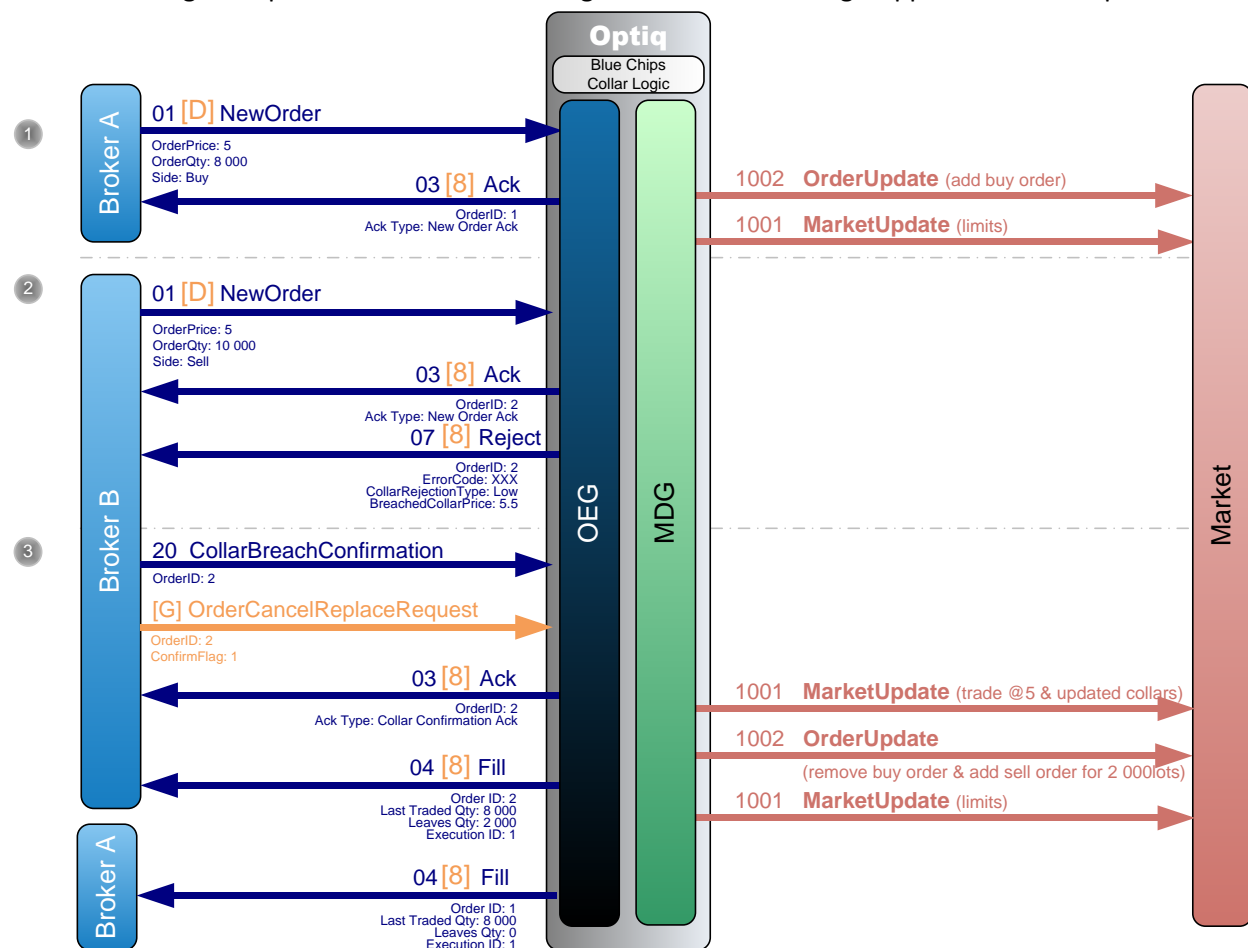 Optiq
Blue Chips
Collar Logic
OEG
MDG
Market
1
Broker A
01 [D] NewOrder
OrderPrice: 5
OrderQty: 8 000
Side: Buy
03 [8] Ack
OrderID: 1
Ack Type: New Order Ack
1002 OrderUpdate (add buy order)
1001 MarketUpdate (limits)
2
Broker B
01 [D] NewOrder
OrderPrice: 5
OrderQty: 10 000
Side: Sell
03 [8] Ack
OrderID: 2
Ack Type: New Order Ack
07 [8] Reject
OrderID: 2
ErrorCode: XXX
CollarRejectionType: Low
BreachedCollarPrice: 5.5
3
20 CollarBreachConfirmation
OrderID: 2
[G] OrderCancelReplaceRequest
OrderID: 2
ConfirmFlag: 1
03 [8] Ack
OrderID: 2
Ack Type: Collar Confirmation Ack
1001 MarketUpdate (trade @5 & updated collars)
1002 OrderUpdate
(remove buy order & add sell order for 2 000lots)
1001 MarketUpdate (limits)
04 [8] Fill
Order ID: 2
Last Traded Qty: 8 000
Leaves Qty: 2 000
Execution ID: 1
Broker A
04 [8] Fill
Order ID: 1
Last Traded Qty: 8 000
Leaves Qty: 0
Execution ID: 1